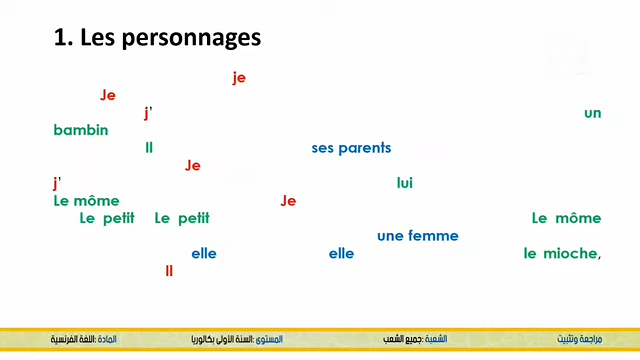 1. Les personnages
je
Je
j' un
bambin
Il ses parents
Je
j' lui
Le môme Je
Le petit Le petit Le môme
une femme
elle elle le mioche,
Il
المادة :اللغة الفرنسية المستوى :السنة الأولى بكالوريا الشعبة :جميع الشعب مراجعة وتثبيت